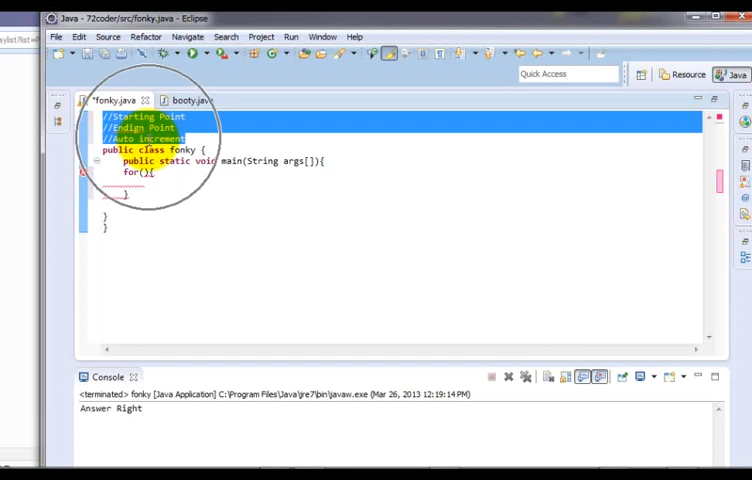 Java - 72coder/src/fonky.java - Eclipse
File Edit Source Refactor Navigate Search Project Run Window Help
Quick Access
Resource
Java
*fonky.java
booty.java
//Starting Point
//Endign Point
//Auto increment
public class fonky {
public static void main(String args[]){
for(){
}
}
}
Console
<terminated> fonky [Java Application] C:\Program Files\Java\jre7\bin\javaw.exe (Mar 26, 2013 12:19:14 PM)
Answer Right